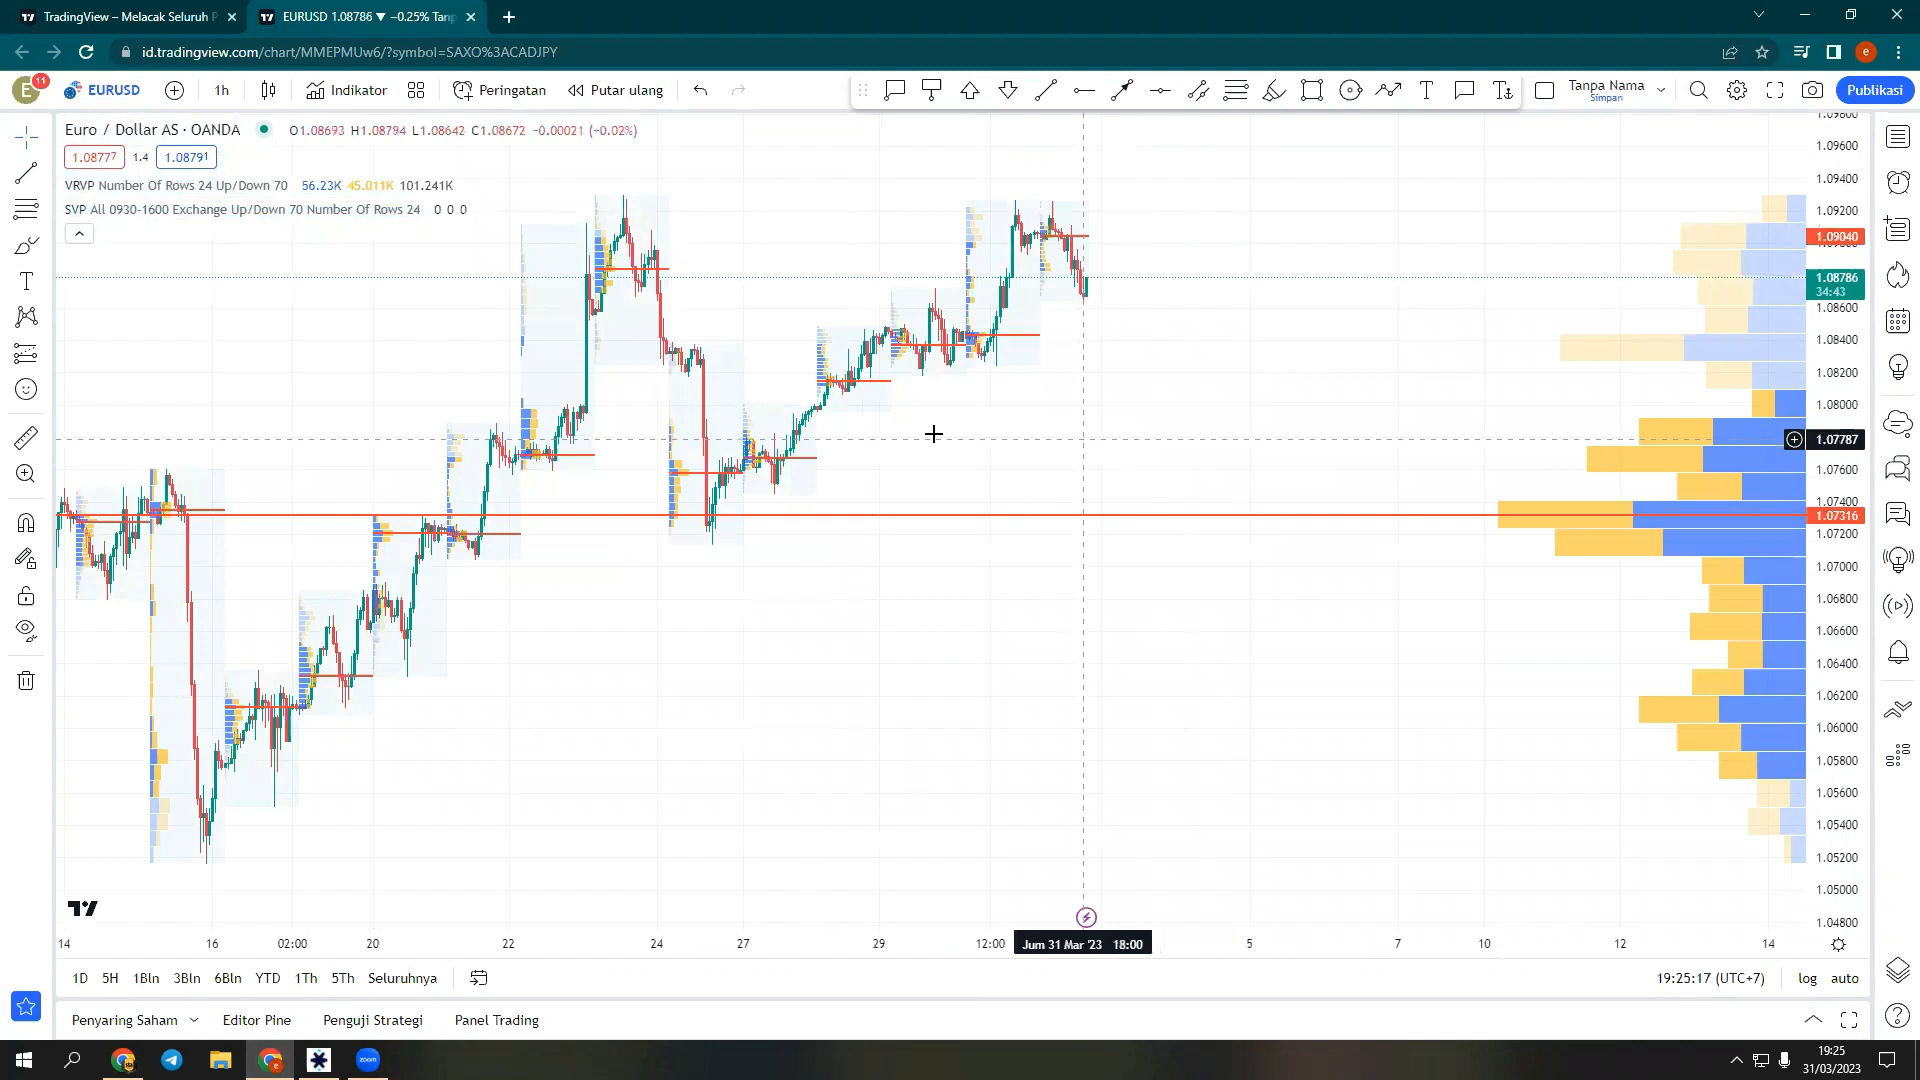 TradingView – Melacak Seluruh P
EURUSD 1.08786 ▼ −0.25% Tanp
id.tradingview.com/chart/MMEPMUw6/?symbol=SAXO%3ACADJPY
e
E
11
EURUSD
1h
Indikator
Peringatan
Putar ulang
Tanpa Nama
Simpan
Publikasi
Euro / Dollar AS · OANDA
O1.08693 H1.08794 L1.08642 C1.08672 −0.00021 (−0.02%)
1.08777
1.4
1.08791
VRVP Number Of Rows 24 Up/Down 70 56.23K 45.011K 101.241K
SVP All 0930-1600 Exchange Up/Down 70 Number Of Rows 24 0 0 0
1.09800
1.09600
1.09400
1.09200
1.09040
1.08786
34:43
1.08600
1.08400
1.08200
1.08000
1.07787
1.07600
1.07400
1.07316
1.07200
1.07000
1.06800
1.06600
1.06400
1.06200
1.06000
1.05800
1.05600
1.05400
1.05200
1.05000
1.04800
14
16
02:00
20
22
24
27
29
12:00
Jum 31 Mar '23 18:00
5
7
10
12
14
1D 5H 1Bln 3Bln 6Bln YTD 1Th 5Th Seluruhnya
19:25:17 (UTC+7)
log auto
Penyaring Saham
Editor Pine
Penguji Strategi
Panel Trading
zoom
19:25
31/03/2023